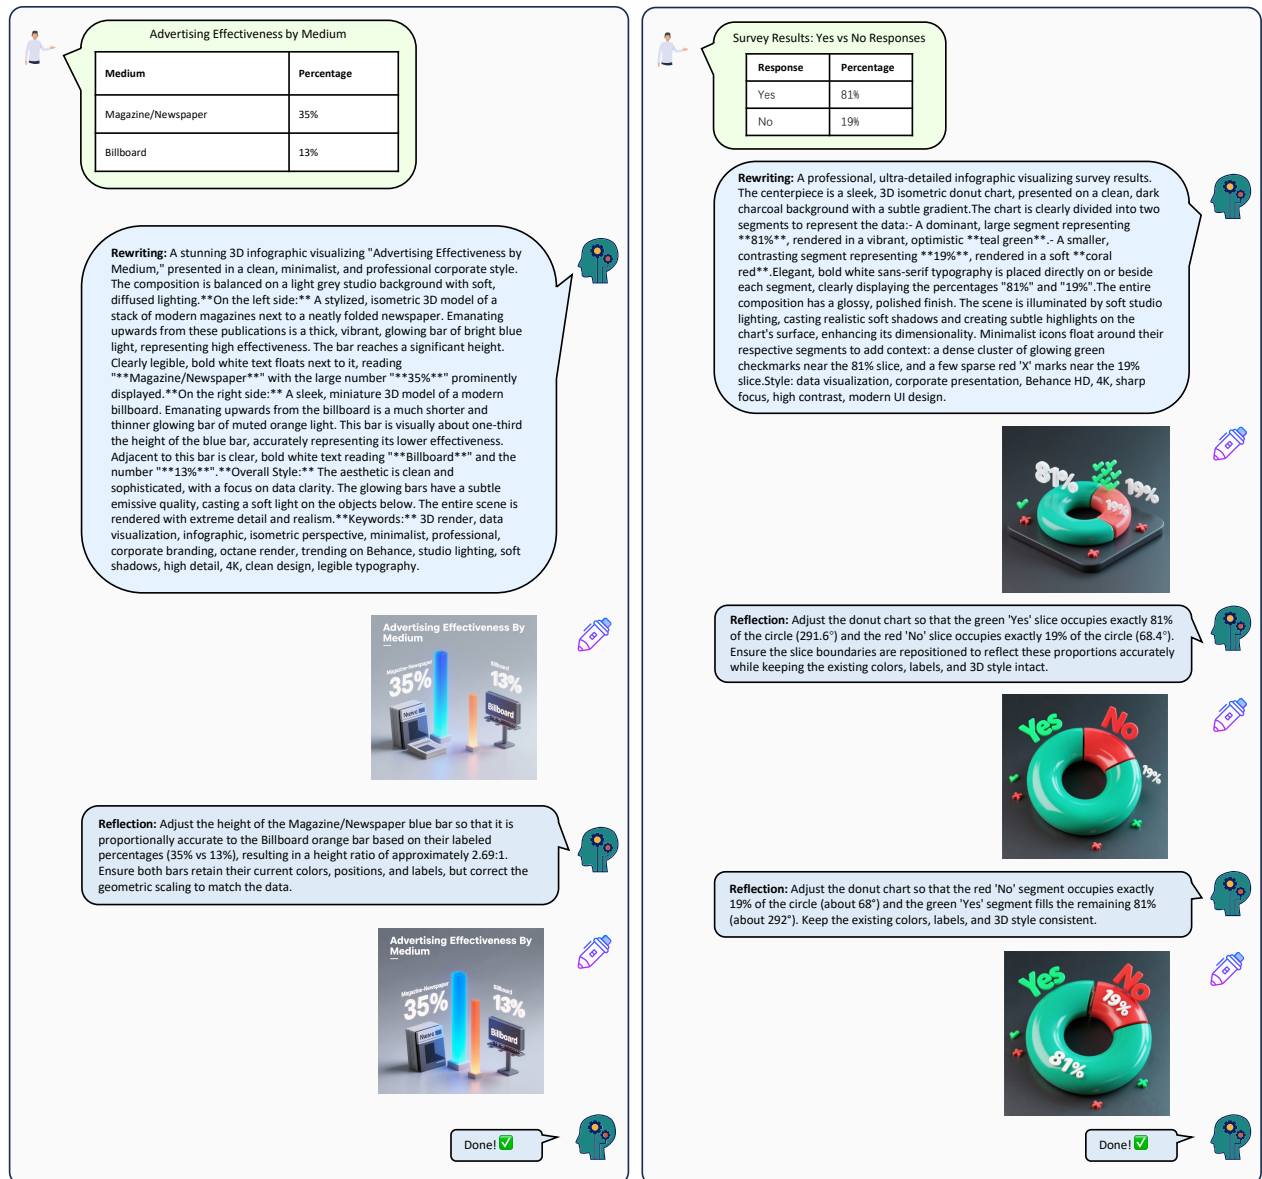 Advertising Effectiveness by Medium
Medium Percentage
Magazine/Newspaper 35%
Billboard 13%
Rewriting: A stunning 3D infographic visualizing "Advertising Effectiveness by
Medium," presented in a clean, minimalist, and professional corporate style.
The composition is balanced on a light grey studio background with soft,
diffused lighting.**On the left side:** A stylized, isometric 3D model of a
stack of modern magazines next to a neatly folded newspaper. Emanating
upwards from these publications is a thick, vibrant, glowing bar of bright blue
light, representing high effectiveness. The bar reaches a significant height.
Clearly legible, bold white text floats next to it, reading
"**Magazine/Newspaper**" with the large number "**35%**" prominently
displayed.**On the right side:** A sleek, miniature 3D model of a modern
billboard. Emanating upwards from the billboard is a much shorter and
thinner glowing bar of muted orange light. This bar is visually about one-third
the height of the blue bar, accurately representing its lower effectiveness.
Adjacent to this bar is clear, bold white text reading "**Billboard**" and the
number "**13%**".**Overall Style:** The aesthetic is clean and
sophisticated, with a focus on data clarity. The glowing bars have a subtle
emissive quality, casting a soft light on the objects below. The entire scene is
rendered with extreme detail and realism.**Keywords:** 3D render, data
visualization, infographic, isometric perspective, minimalist, professional,
corporate branding, octane render, trending on Behance, studio lighting, soft
shadows, high detail, 4K, clean design, legible typography.
Advertising Effectiveness By
Medium
Magazine-Newspaper
35%
Billboard
13%
News
Billboard
Reflection: Adjust the height of the Magazine/Newspaper blue bar so that it is
proportionally accurate to the Billboard orange bar based on their labeled
percentages (35% vs 13%), resulting in a height ratio of approximately 2.69:1.
Ensure both bars retain their current colors, positions, and labels, but correct the
geometric scaling to match the data.
Advertising Effectiveness By
Medium
Magazine-Newspaper
35%
Billboard
13%
News
Billboard
Done!
Survey Results: Yes vs No Responses
Response Percentage
Yes 81%
No 19%
Rewriting: A professional, ultra-detailed infographic visualizing survey results.
The centerpiece is a sleek, 3D isometric donut chart, presented on a clean, dark
charcoal background with a subtle gradient.The chart is clearly divided into two
segments to represent the data:- A dominant, large segment representing
**81%**, rendered in a vibrant, optimistic **teal green**.- A smaller,
contrasting segment representing **19%**, rendered in a soft **coral
red**.Elegant, bold white sans-serif typography is placed directly on or beside
each segment, clearly displaying the percentages "81%" and "19%".The entire
composition has a glossy, polished finish. The scene is illuminated by soft studio
lighting, casting realistic soft shadows and creating subtle highlights on the
chart's surface, enhancing its dimensionality. Minimalist icons float around their
respective segments to add context: a dense cluster of glowing green
checkmarks near the 81% slice, and a few sparse red 'X' marks near the 19%
slice.Style: data visualization, corporate presentation, Behance HD, 4K, sharp
focus, high contrast, modern UI design.
81%
19%
19%
Reflection: Adjust the donut chart so that the green 'Yes' slice occupies exactly 81%
of the circle (291.6°) and the red 'No' slice occupies exactly 19% of the circle (68.4°).
Ensure the slice boundaries are repositioned to reflect these proportions accurately
while keeping the existing colors, labels, and 3D style intact.
Yes
No
19%
Reflection: Adjust the donut chart so that the red 'No' segment occupies exactly
19% of the circle (about 68°) and the green 'Yes' segment fills the remaining 81%
(about 292°). Keep the existing colors, labels, and 3D style consistent.
Yes
No
19%
81%
Done!